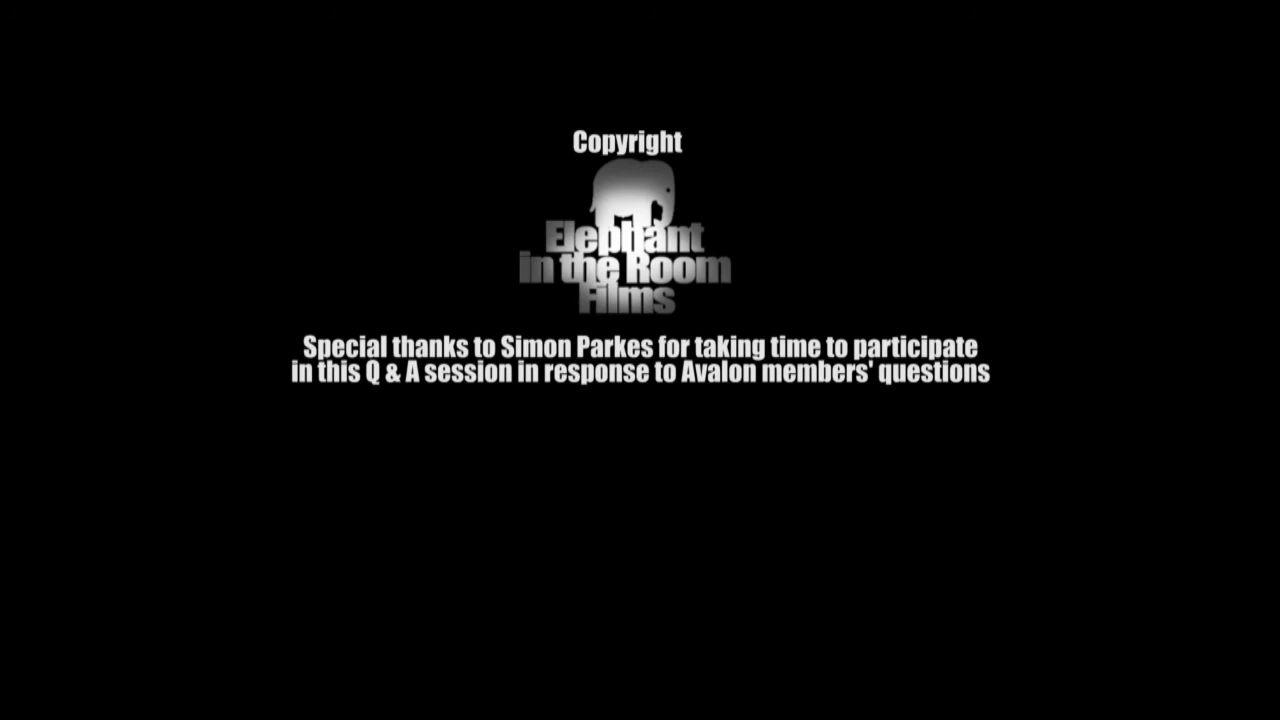 Copyright
Elephant
in the Room
Films
Special thanks to Simon Parkes for taking time to participate
in this Q & A session in response to Avalon members' questions